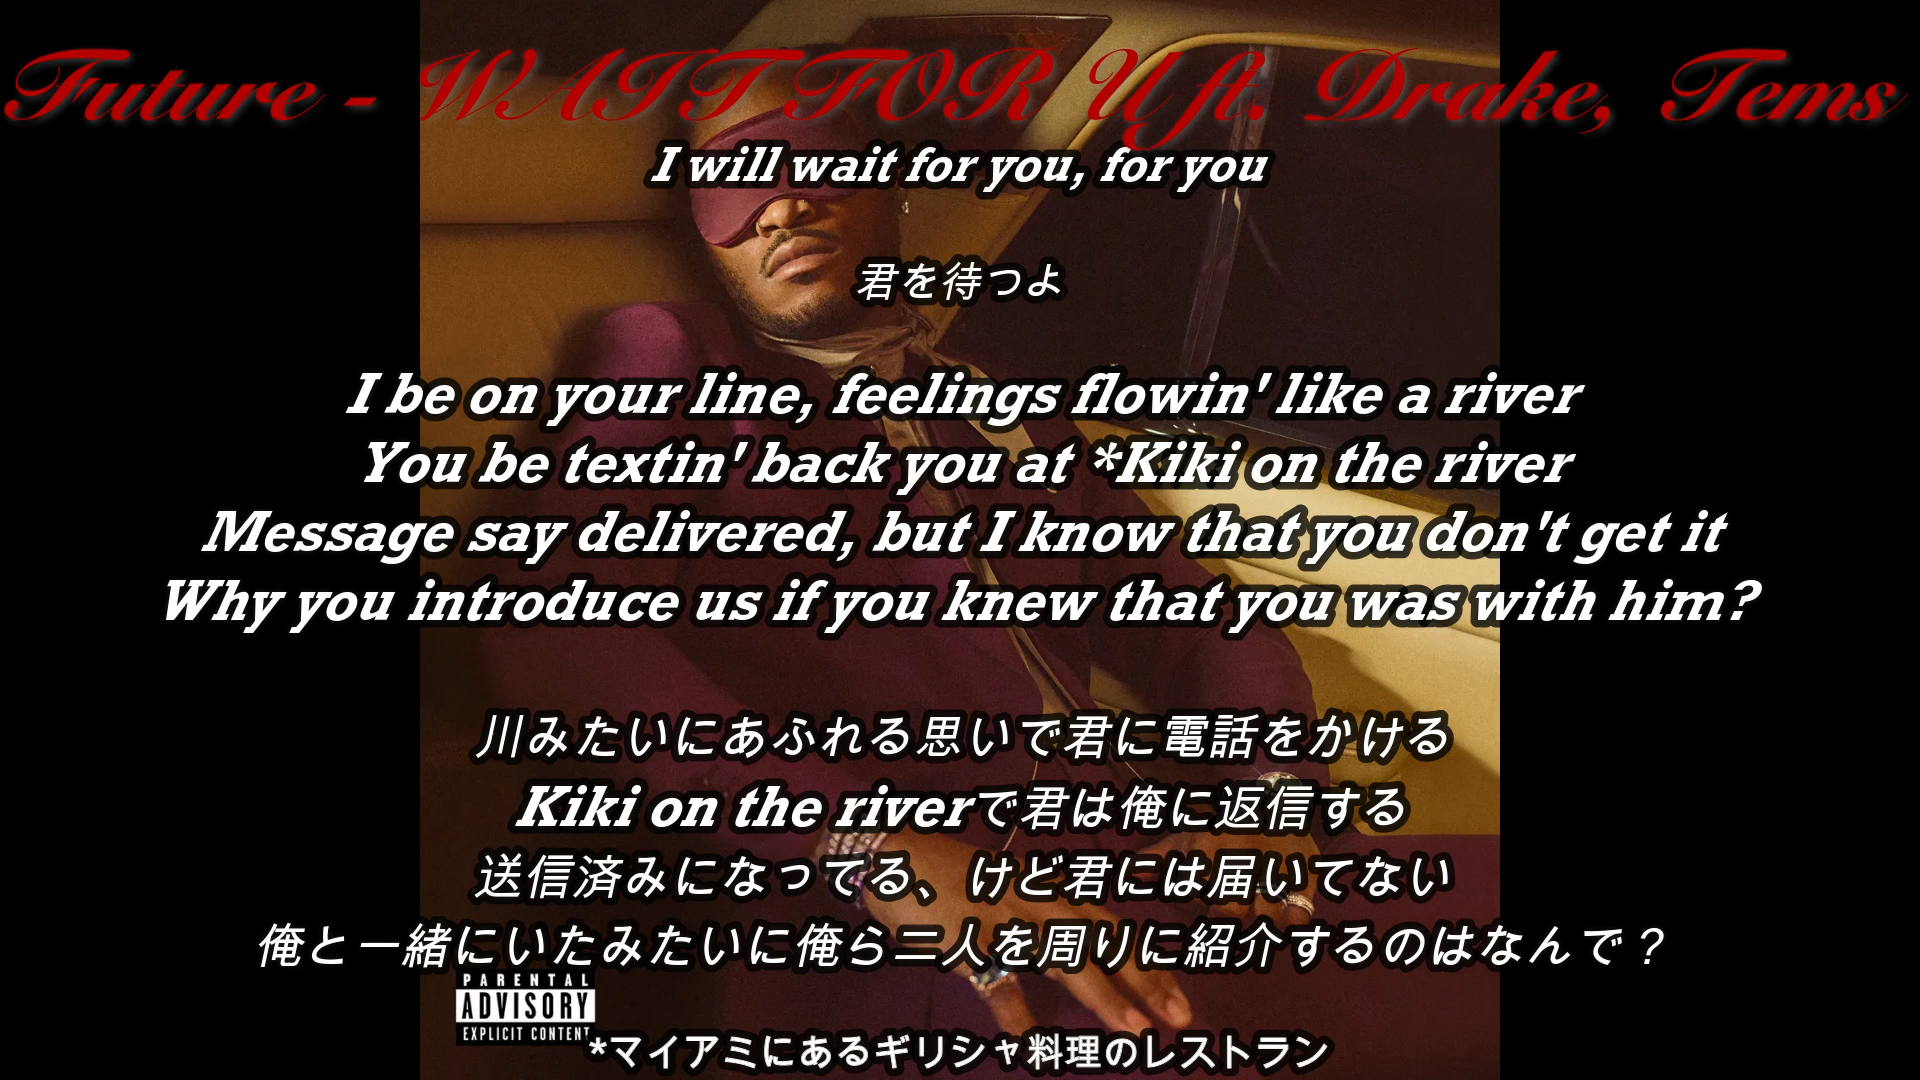 Future - WAIT FOR U ft. Drake, Tems
I will wait for you, for you
君を待つよ
I be on your line, feelings flowin' like a river
You be textin' back you at *Kiki on the river
Message say delivered, but I know that you don't get it
Why you introduce us if you knew that you was with him?
川みたいにあふれる思いで君に電話をかける
Kiki on the riverで君は俺に返信する
送信済みになってる、けど君には届いてない
俺と一緒にいたみたいに俺ら二人を周りに紹介するのはなんで？
PARENTAL
ADVISORY
EXPLICIT CONTENT
*マイアミにあるギリシャ料理のレストラン